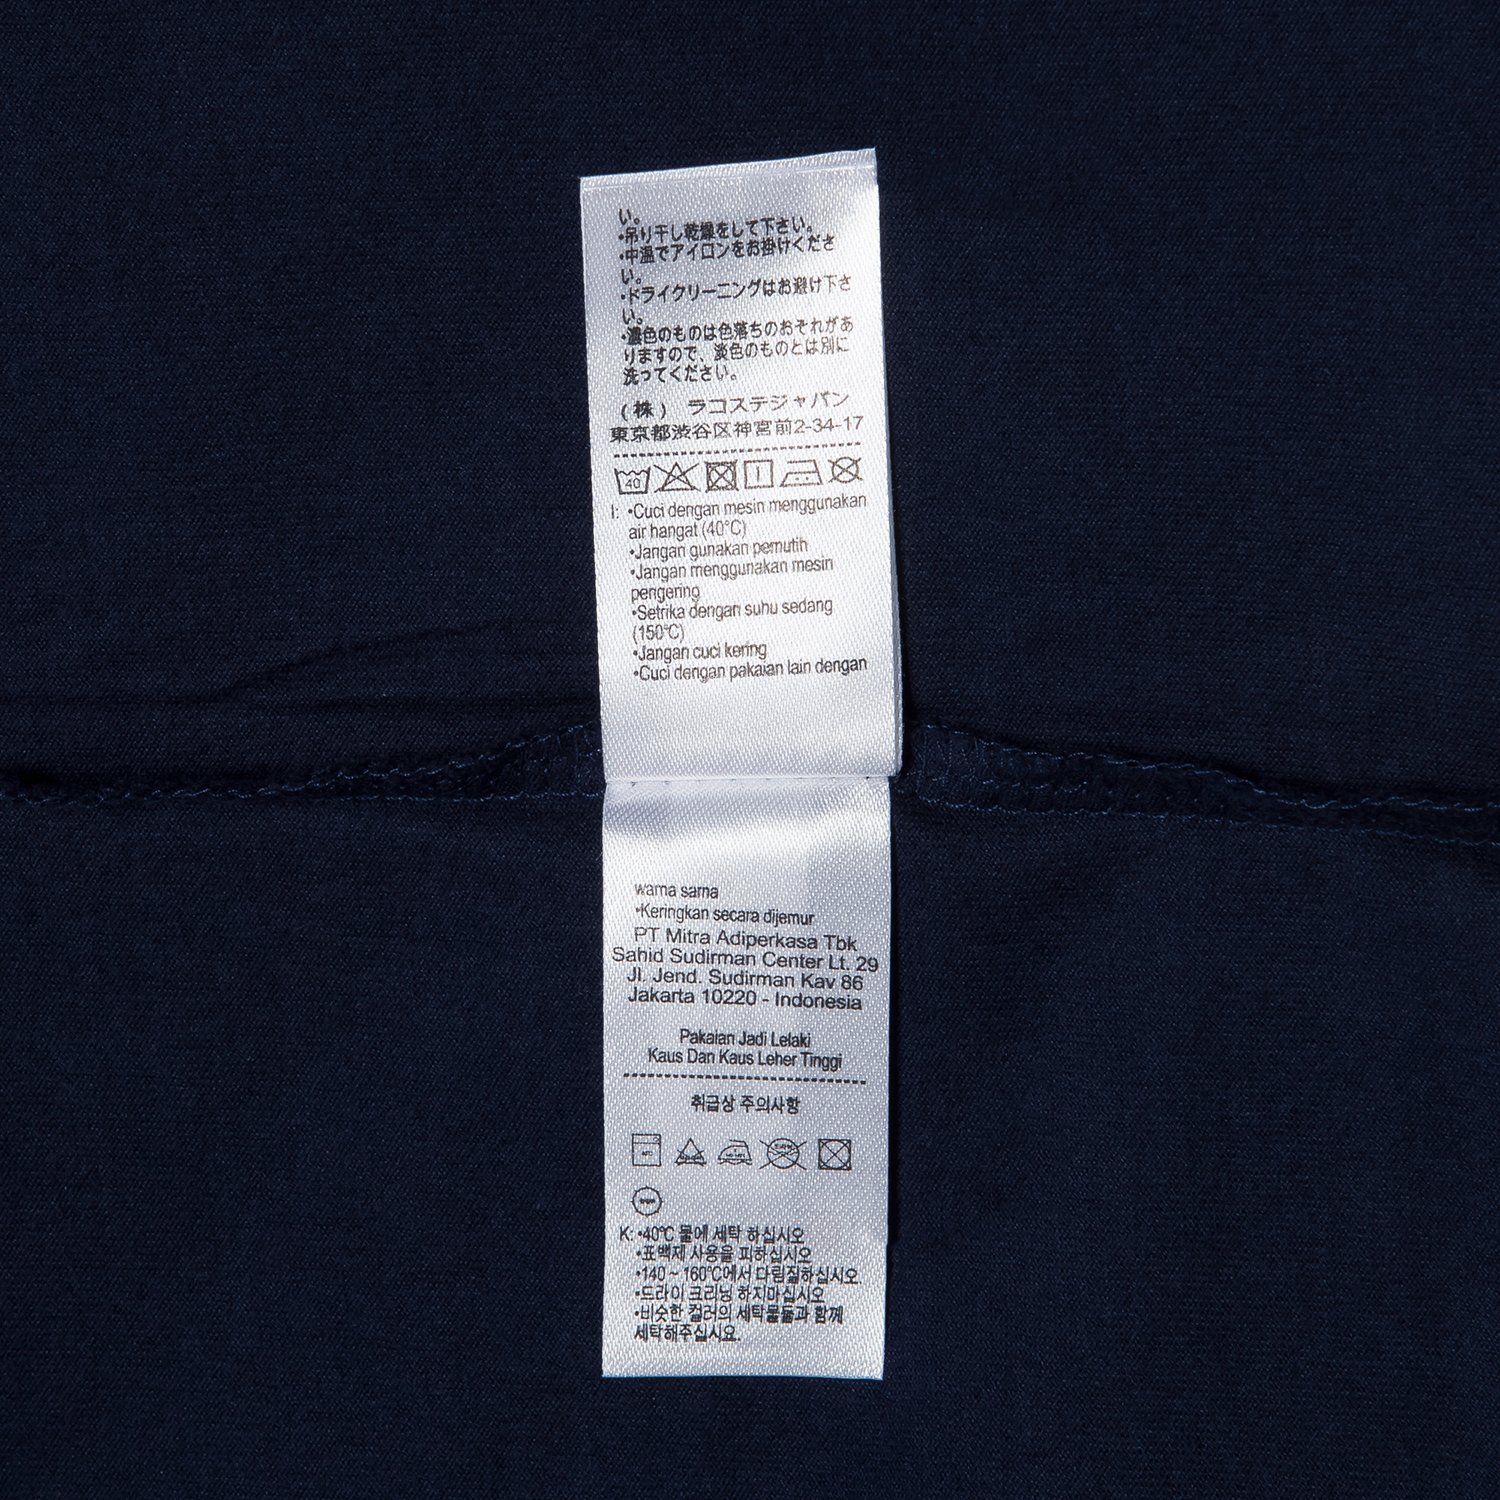 い。
•吊り干し乾燥をして下さい。
•中温でアイロンをお掛けくださ
い。
•ドライクリーニングはお避け下さ
い。
•濃色のものは色落ちのおそれがあ
りますので、淡色のものとは別に
洗ってください。
(株) ラコステジャパン
東京都渋谷区神宮前2-34-17
40
I: •Cuci dengan mesin menggunakan
air hangat (40°C)
•Jangan gunakan pemutih
•Jangan menggunakan mesin
pengering
•Setrika dengan suhu sedang
(150°C)
•Jangan cuci kering
•Cuci dengan pakaian lain dengan
warna sama
•Keringkan secara dijemur
PT Mitra Adiperkasa Tbk
Sahid Sudirman Center Lt. 29
Jl. Jend. Sudirman Kav 86
Jakarta 10220 - Indonesia
Pakaian Jadi Lelaki
Kaus Dan Kaus Leher Tinggi
취급상 주의사항
K: •40℃ 물에 세탁 하십시오
•표백제 사용을 피하십시오
•140 ~ 160℃에서 다림질하십시오.
•드라이 크리닝 하지마십시오
•비슷한 컬러의 세탁물들과 함께
세탁해주십시요.